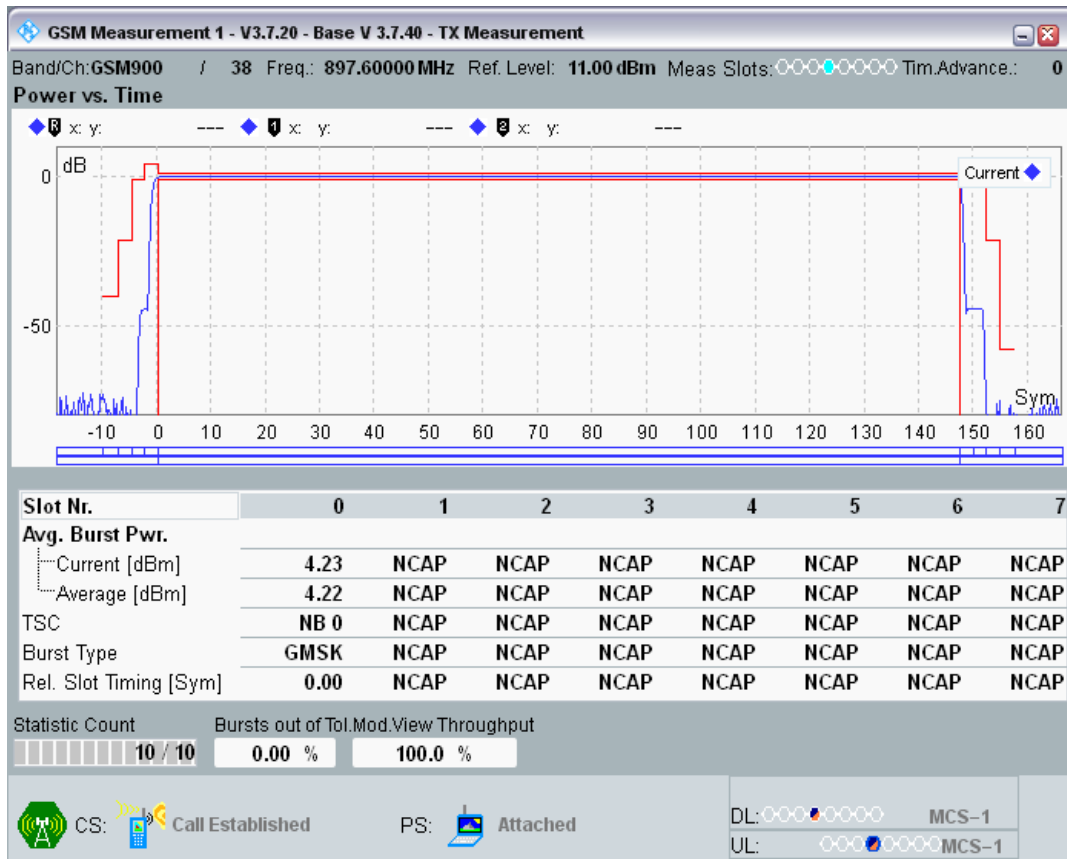 GSM Measurement 1 - V3.7.20 - Base V 3.7.40 - TX Measurement
Band/Ch:GSM900 / 38 Freq.: 897.60000 MHz Ref. Level: 11.00 dBm Meas Slots: Tim.Advance.: 0
Power vs. Time
R x: y: --- 1 x: y: --- 2 x: y: ---
dB
Current
0
-50
Sym
-10 0 10 20 30 40 50 60 70 80 90 100 110 120 130 140 150 160
Slot Nr. 0 1 2 3 4 5 6 7
Avg. Burst Pwr.
Current [dBm] 4.23 NCAP NCAP NCAP NCAP NCAP NCAP NCAP
Average [dBm] 4.22 NCAP NCAP NCAP NCAP NCAP NCAP NCAP
TSC NB 0 NCAP NCAP NCAP NCAP NCAP NCAP NCAP
Burst Type GMSK NCAP NCAP NCAP NCAP NCAP NCAP NCAP
Rel. Slot Timing [Sym] 0.00 NCAP NCAP NCAP NCAP NCAP NCAP NCAP
Statistic Count Bursts out of Tol.Mod.View Throughput
10 / 10 0.00 % 100.0 %
CS: Call Established PS: Attached
DL: MCS-1
UL: MCS-1